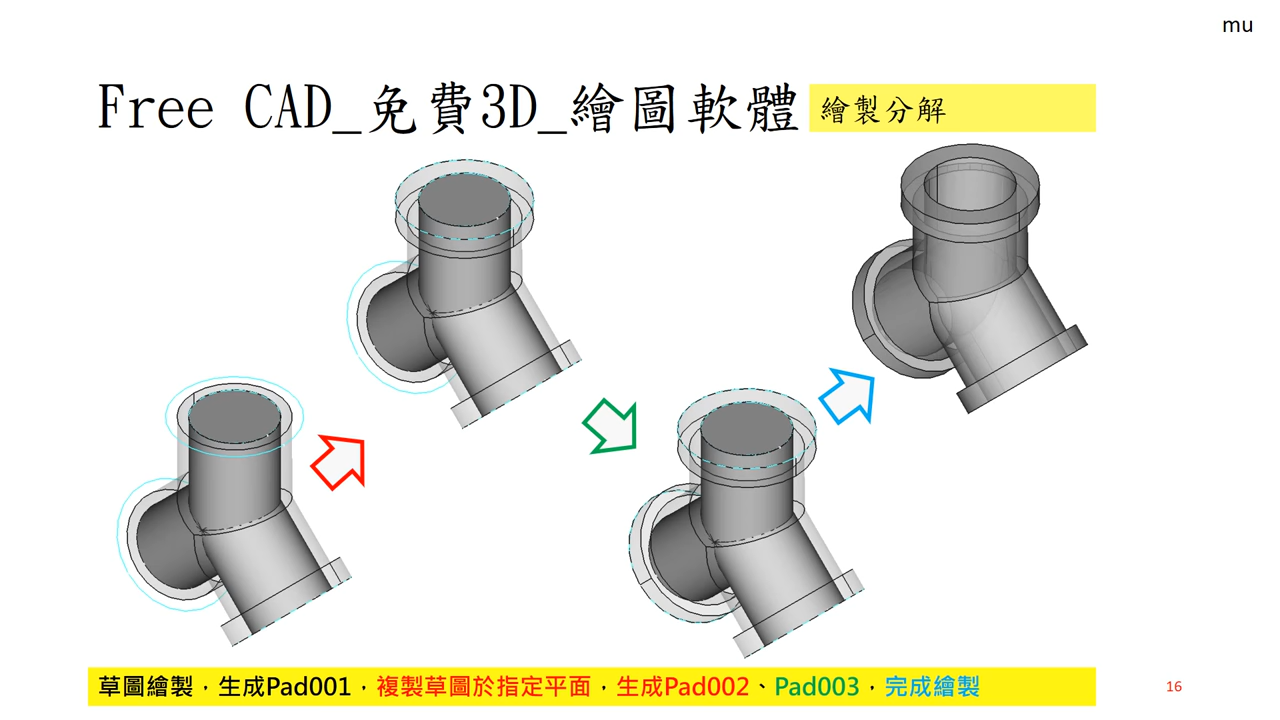 mu
Free CAD_免費3D_繪圖軟體
繪製分解
草圖繪製，生成Pad001，複製草圖於指定平面，生成Pad002、Pad003，完成繪製
16